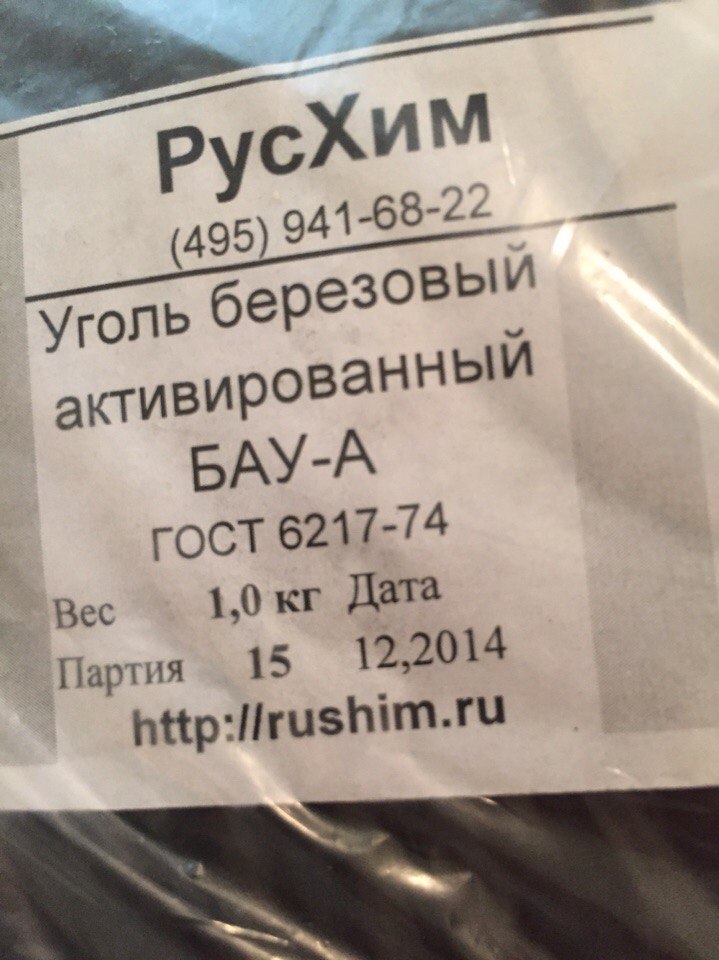 РусХим
(495) 941-68-22
Уголь березовый
активированный
БАУ-А
ГОСТ 6217-74
Вес 1,0 кг Дата
Партия 15 12,2014
http://rushim.ru